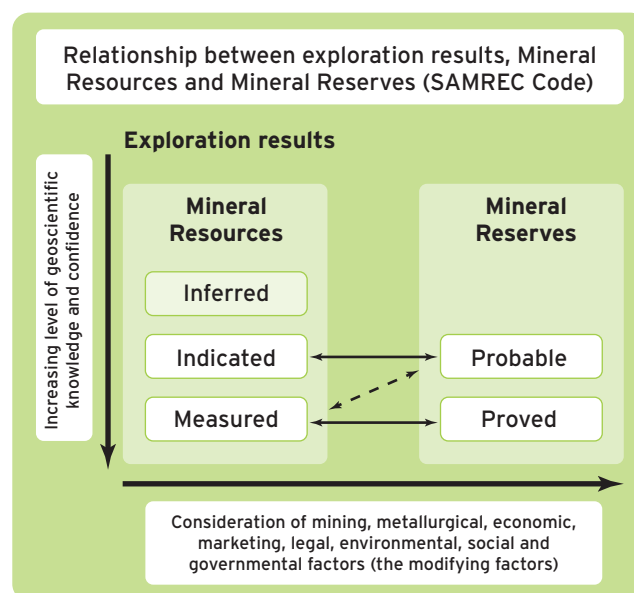 Relationship between exploration results, Mineral
Resources and Mineral Reserves (SAMREC Code)
Exploration results
Increasing level of geoscientific
knowledge and confidence
Mineral
Resources
Mineral
Reserves
Inferred
Indicated
Probable
Measured
Proved
Consideration of mining, metallurgical, economic,
marketing, legal, environmental, social and
governmental factors (the modifying factors)